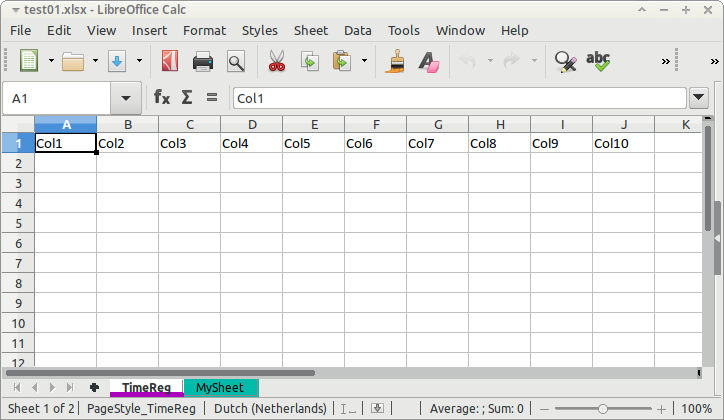 test01.xlsx - LibreOffice Calc
File Edit View Insert Format Styles Sheet Data Tools Window Help
abc
A1 fx Σ = Col1
A B C D E F G H I J K
1 Col1 Col2 Col3 Col4 Col5 Col6 Col7 Col8 Col9 Col10
2
3
4
5
6
7
8
9
10
11
12
TimeReg MySheet
Sheet 1 of 2 PageStyle_TimeReg Dutch (Netherlands) Average: ; Sum: 0 100%